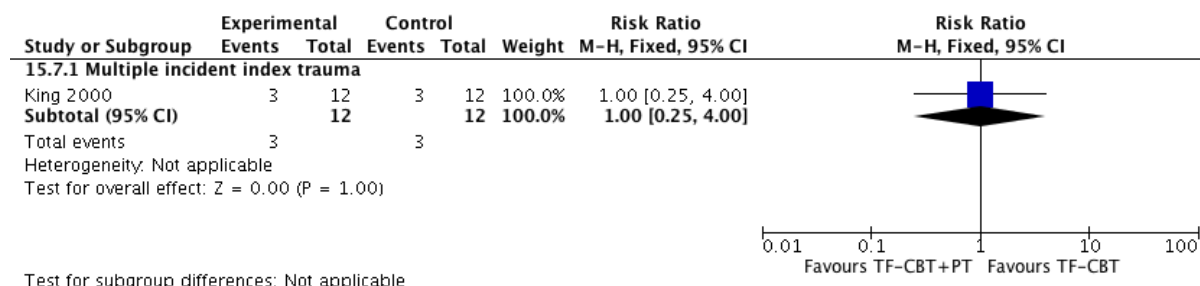 Experimental Control Risk Ratio Risk Ratio
Study or Subgroup Events Total Events Total Weight M-H, Fixed, 95% CI M-H, Fixed, 95% CI
15.7.1 Multiple incident index trauma
King 2000 3 12 3 12 100.0% 1.00 [0.25, 4.00]
Subtotal (95% CI) 12 12 100.0% 1.00 [0.25, 4.00]
Total events 3 3
Heterogeneity: Not applicable
Test for overall effect: Z = 0.00 (P = 1.00)
0.01 0.1 1 10 100
Favours TF-CBT+PT Favours TF-CBT
Test for subgroup differences: Not applicable